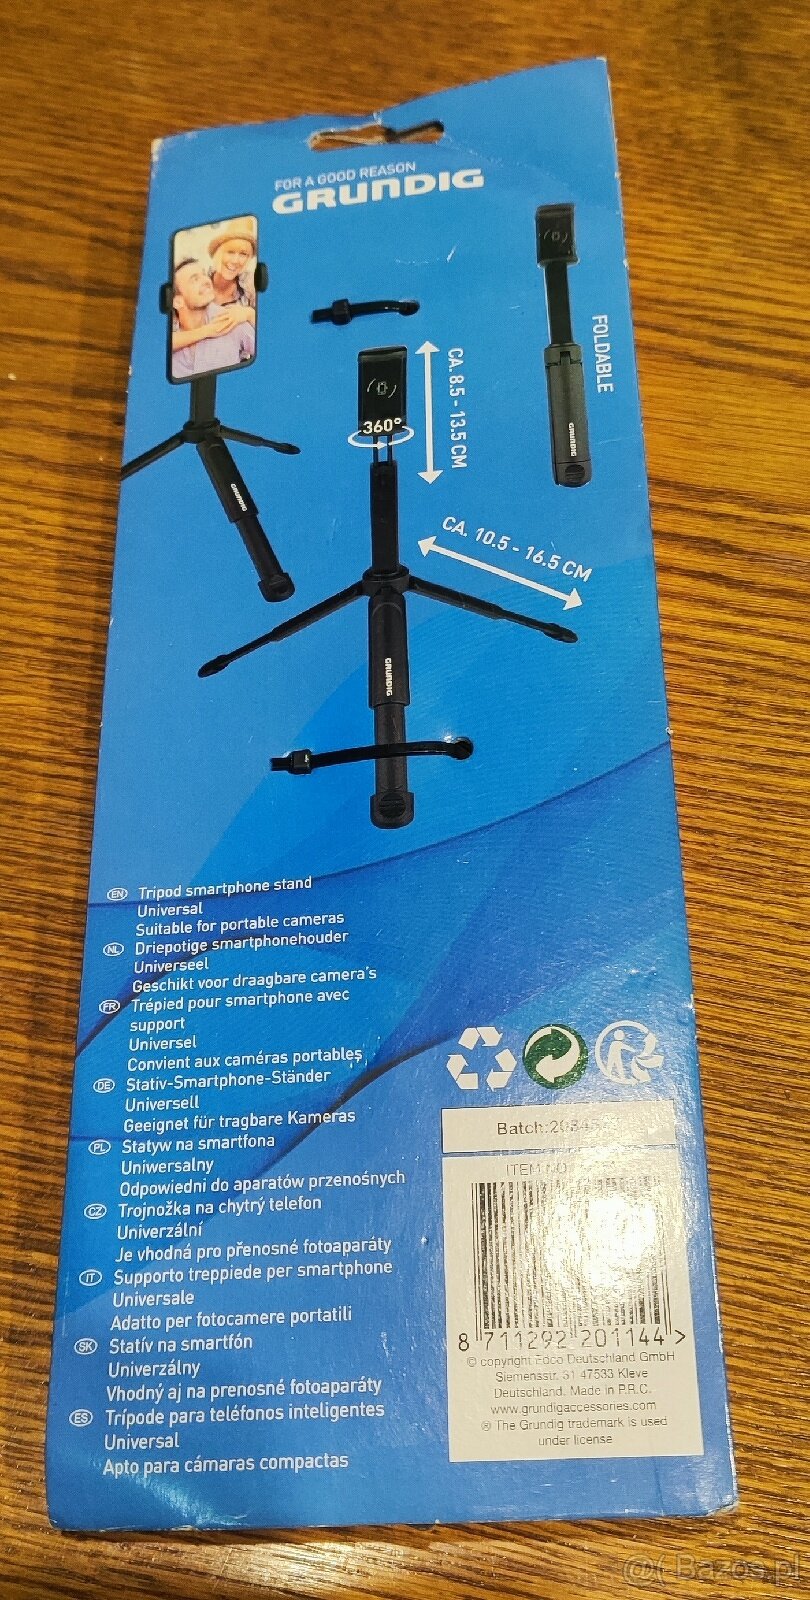 FOR A GOOD REASON
GRUNDIG
FOLDABLE
CA. 8.5 - 13.5 CM
360°
GRUNDIG
GRUNDIG
CA. 10.5 - 16.5 CM
GRUNDIG
EN Tripod smartphone stand
Universal
Suitable for portable cameras
NL Driepotige smartphonehouder
Universeel
Geschikt voor draagbare camera's
FR Trépied pour smartphone avec
support
Universel
Convient aux caméras portables
DE Stativ-Smartphone-Ständer
Universell
Geeignet für tragbare Kameras
PL Statyw na smartfona
Uniwersalny
Odpowiedni do aparatów przenośnych
CZ Trojnožka na chytrý telefon
Univerzální
Je vhodná pro přenosné fotoaparáty
IT Supporto treppiede per smartphone
Universale
Adatto per fotocamere portatili
SK Statív na smartfón
Univerzálny
Vhodný aj na prenosné fotoaparáty
ES Trípode para teléfonos inteligentes
Universal
Apto para cámaras compactas
Batch:
ITEM NO
8 711292 201144 >
© copyright Edco Deutschland GmbH
Siemensstr. 31 47533 Kleve
Deutschland. Made in P.R.C.
www.grundigaccessories.com
® The Grundig trademark is used
under license
@( Bazos.pl